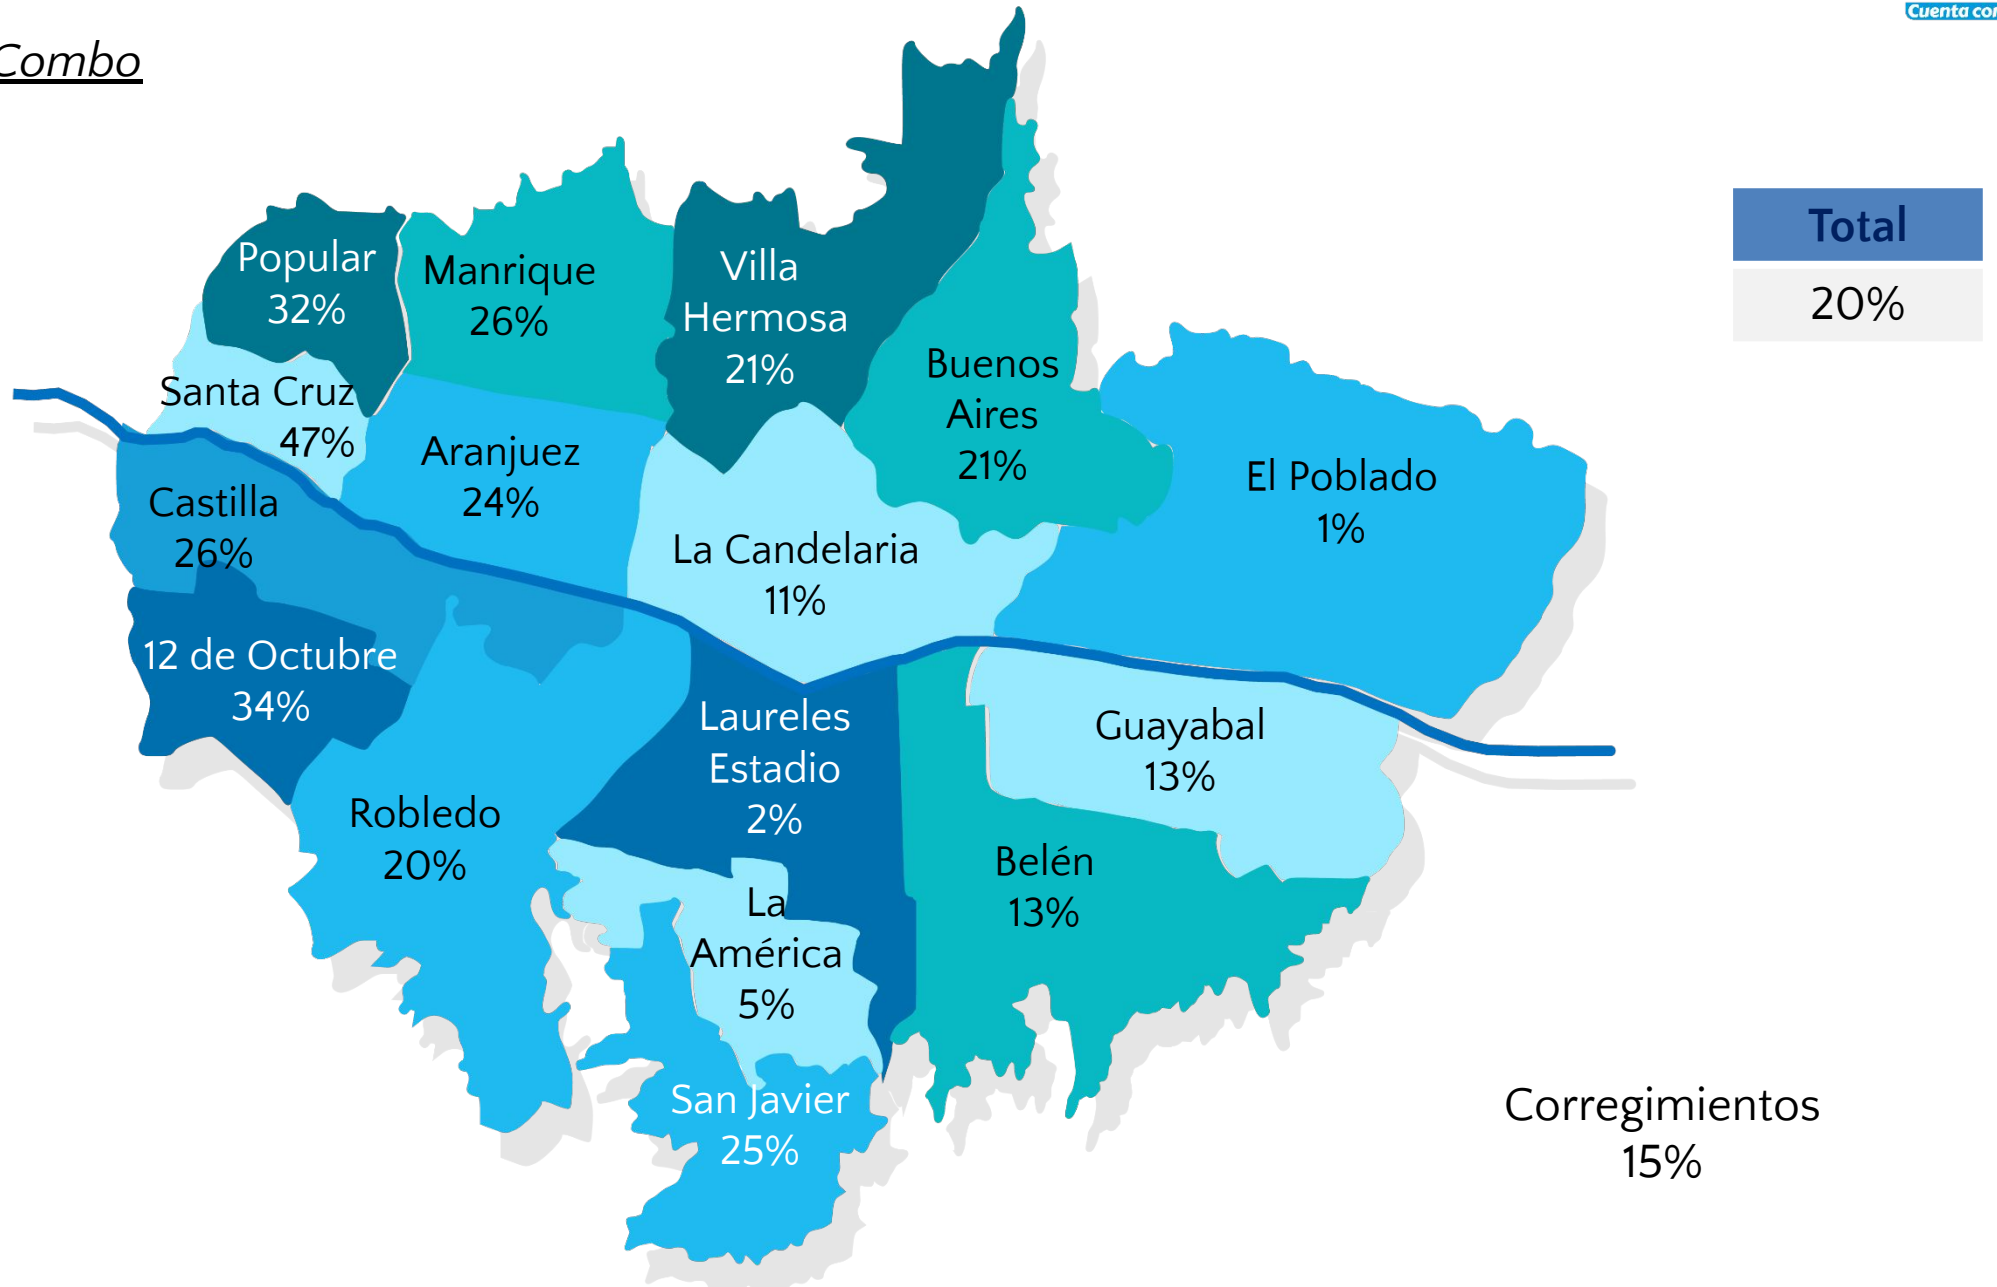 Cuenta con
Combo
Total
20%
Popular
32%
Manrique
26%
Villa
Hermosa
21%
Buenos
Aires
21%
Santa Cruz
47%
Aranjuez
24%
El Poblado
1%
Castilla
26%
La Candelaria
11%
12 de Octubre
34%
Laureles
Estadio
2%
Guayabal
13%
Robledo
20%
Belén
13%
La
América
5%
San Javier
25%
Corregimientos
15%